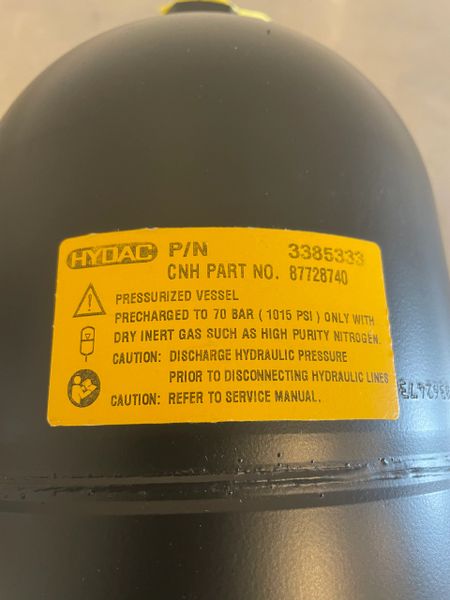 HYDAC P/N 3385333
CNH PART NO. 87728740
PRESSURIZED VESSEL
PRECHARGED TO 70 BAR ( 1015 PSI ) ONLY WITH
DRY INERT GAS SUCH AS HIGH PURITY NITROGEN.
CAUTION: DISCHARGE HYDRAULIC PRESSURE
PRIOR TO DISCONNECTING HYDRAULIC LINES
CAUTION: REFER TO SERVICE MANUAL.